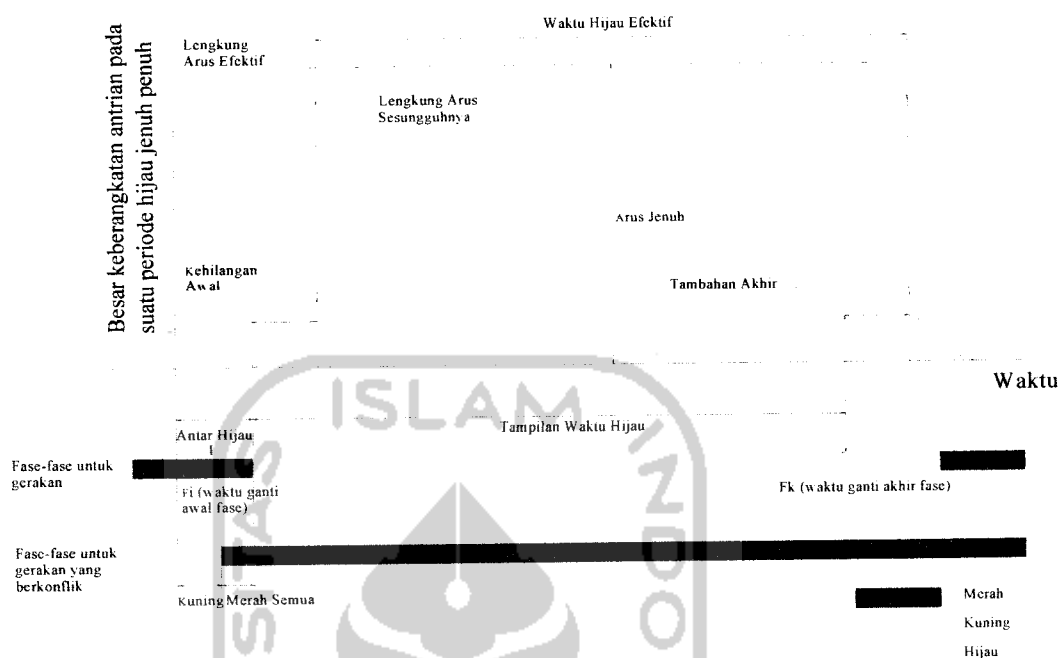 Waktu Hijau Efektif
Lengkung
Arus Efektif
Lengkung Arus
Sesungguhnya
Besar keberangkatan antrian pada
suatu periode hijau jenuh penuh
Arus Jenuh
Kehilangan
Awal
Tambahan Akhir
Waktu
ISLAM
Antar Hijau
Tampilan Waktu Hijau
Fase-fase untuk
gerakan
Fi (waktu ganti
awal fase)
Fk (waktu ganti akhir fase)
Fase-fase untuk
gerakan yang
berkonflik
Kuning Merah Semua
Merah
Kuning
Hijau
SITAS
INDO